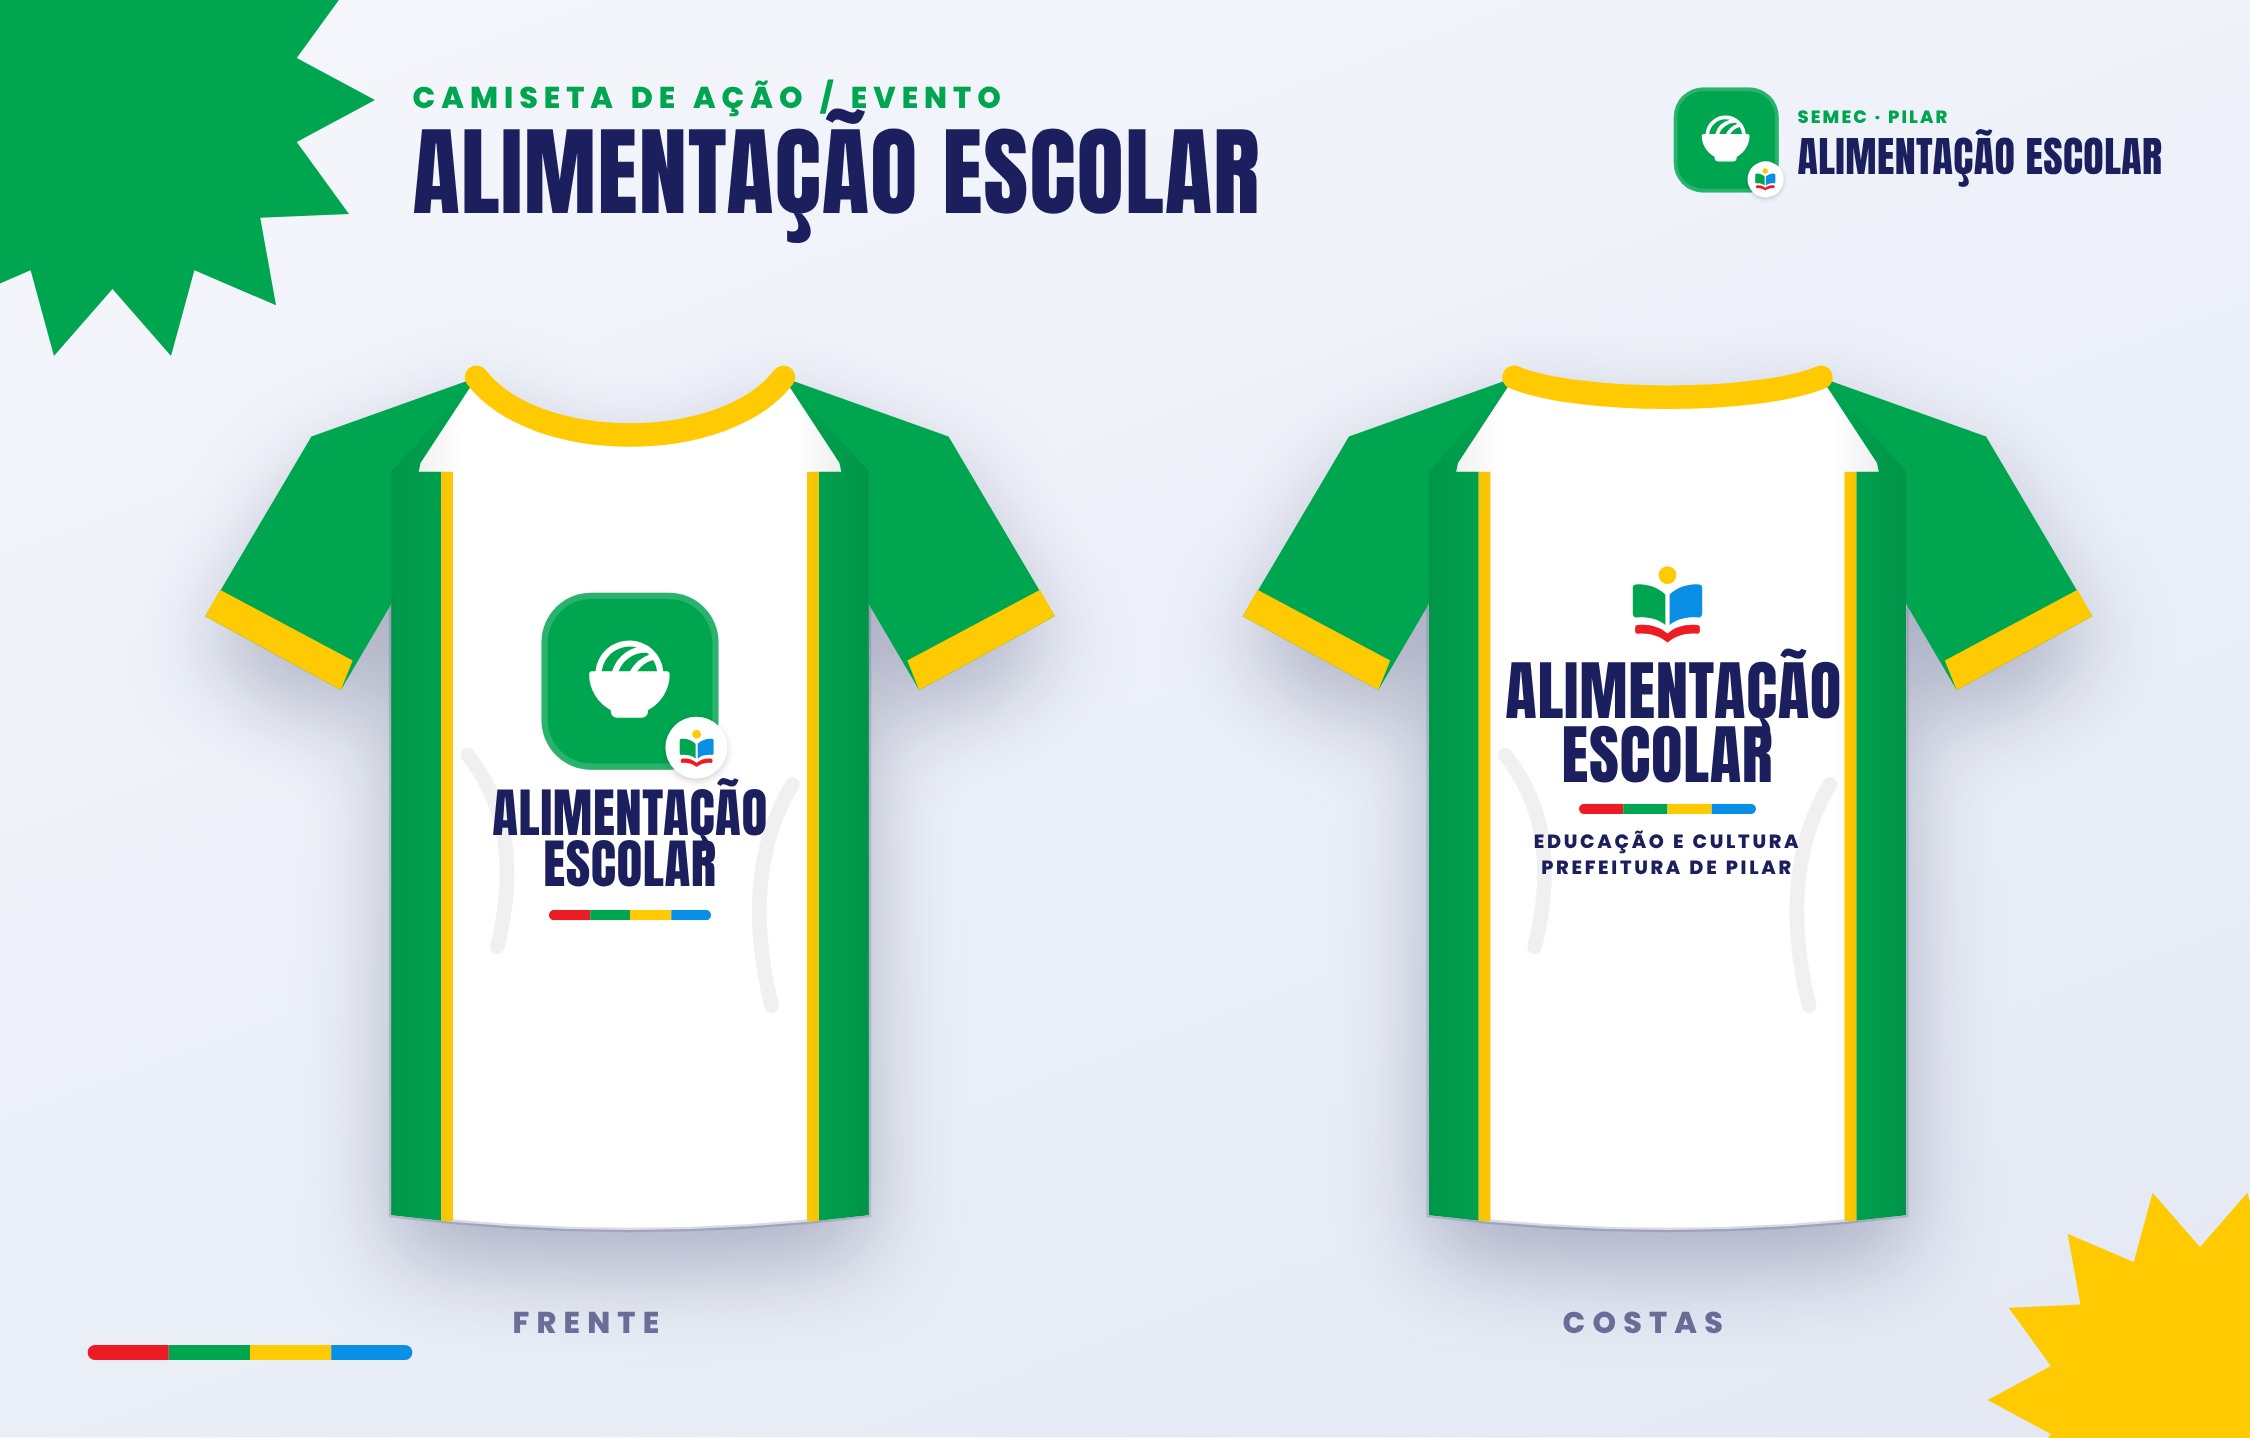 CAMISETA DE AÇÃO / EVENTO
ALIMENTAÇÃO ESCOLAR
SEMEC · PILAR
ALIMENTAÇÃO ESCOLAR
ALIMENTAÇÃO
ESCOLAR
ALIMENTAÇÃO
ESCOLAR
EDUCAÇÃO E CULTURA
PREFEITURA DE PILAR
FRENTE
COSTAS